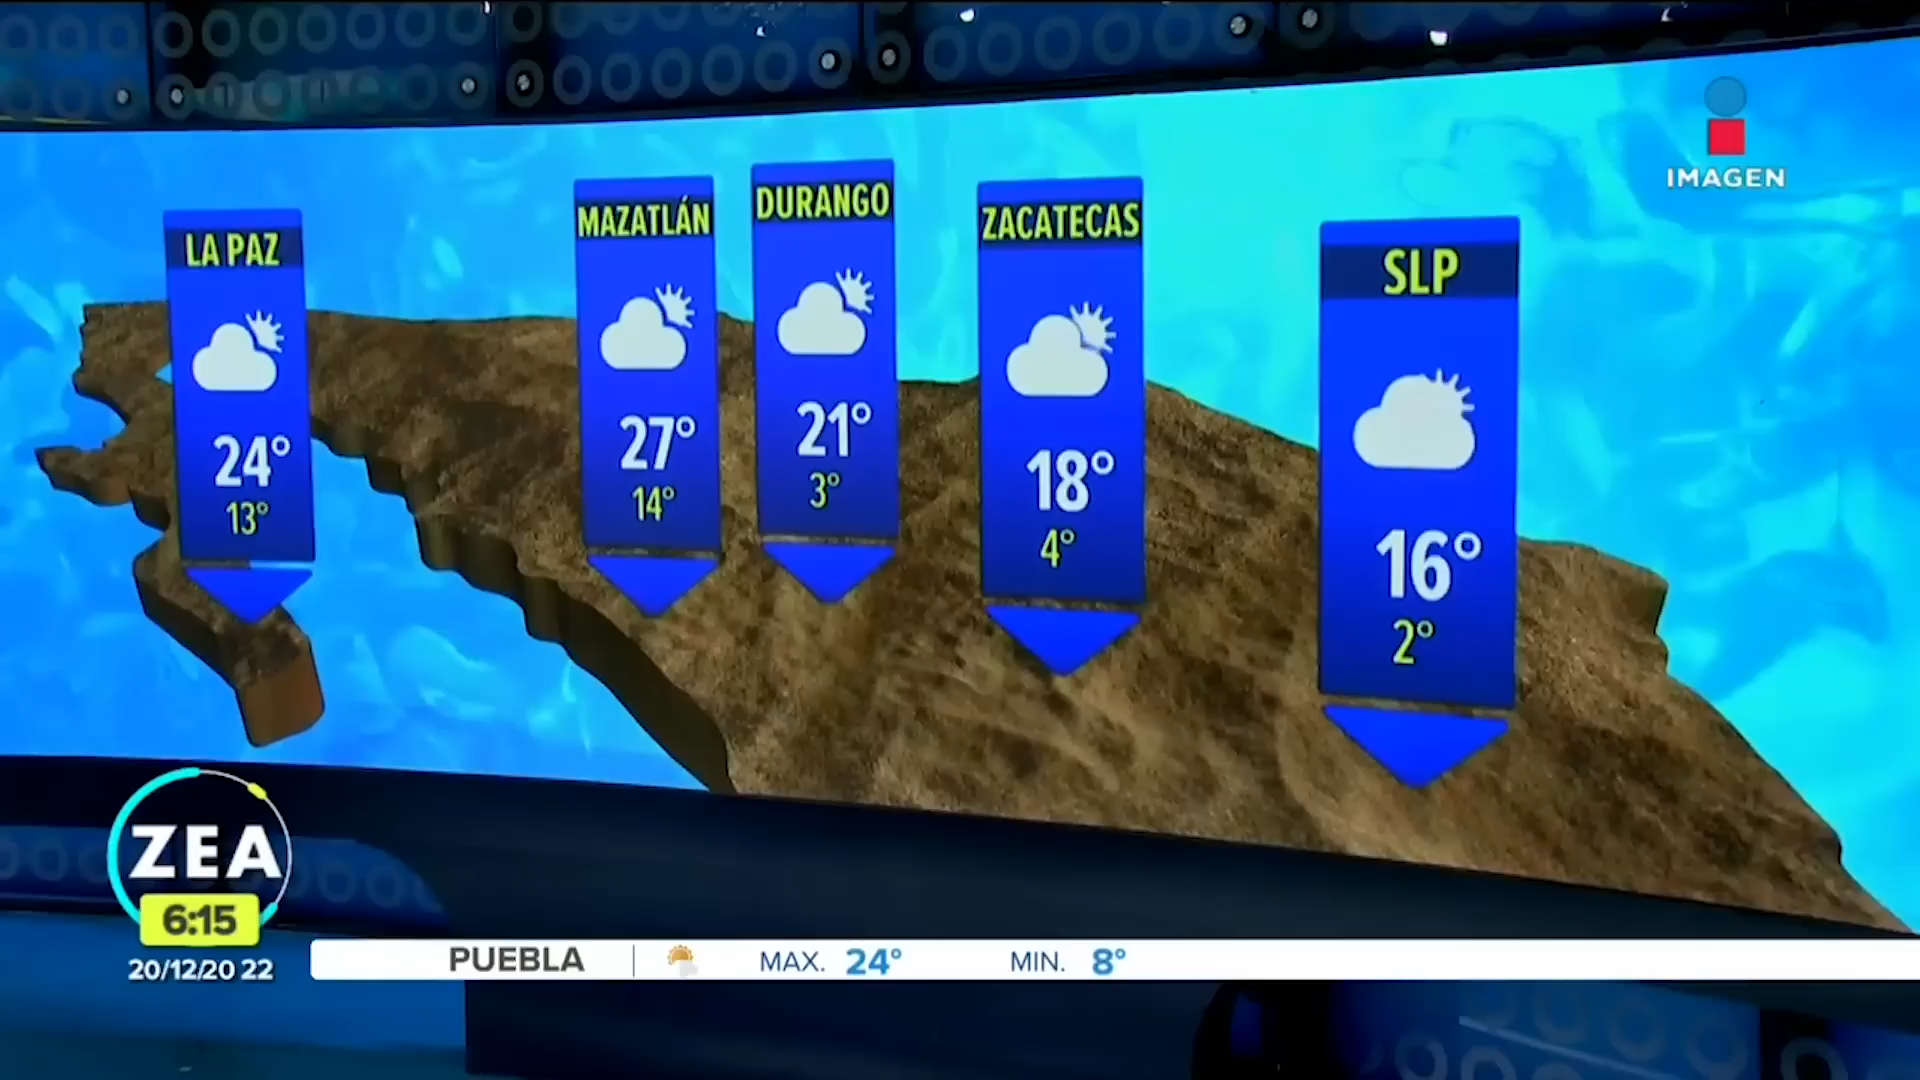 IMAGEN
LA PAZ
24°
13°
MAZATLÁN
27°
14°
DURANGO
21°
3°
ZACATECAS
18°
4°
SLP
16°
2°
ZEA
6:15
20/12/20 22
PUEBLA MAX. 24° MIN. 8°